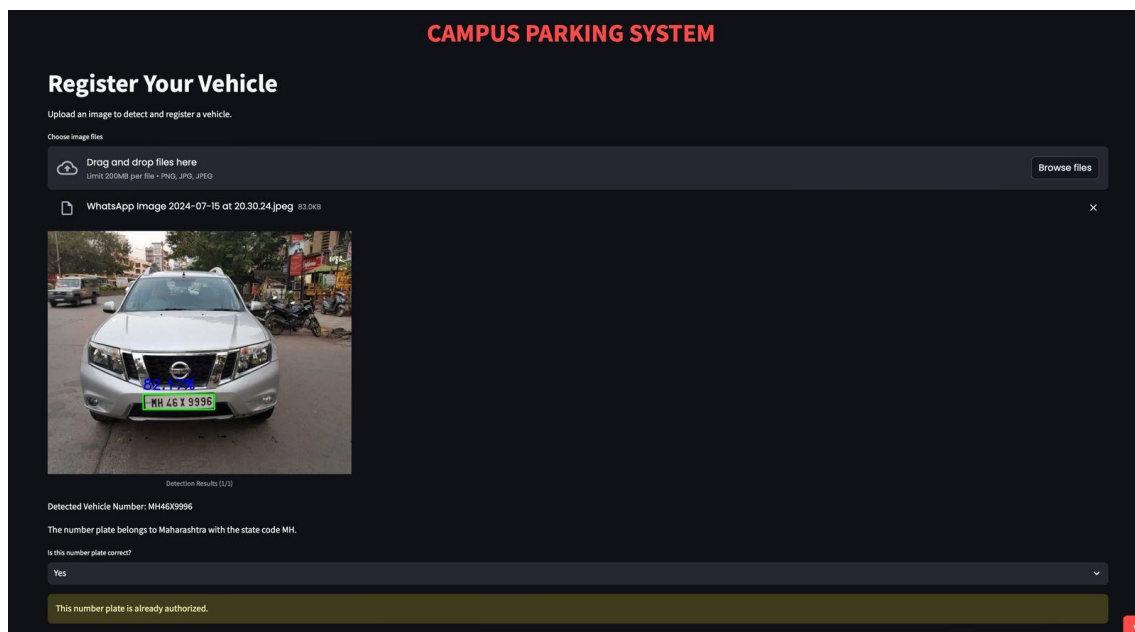 CAMPUS PARKING SYSTEM
Register Your Vehicle
Upload an image to detect and register a vehicle.
Choose image files
Drag and drop files here
Limit 200MB per file • PNG, JPG, JPEG
Browse files
WhatsApp Image 2024-07-15 at 20.30.24.jpeg 83.0KB
82.17%
MH 46 X 9996
Detection Results (1/1)
Detected Vehicle Number: MH46X9996
The number plate belongs to Maharashtra with the state code MH.
Is this number plate correct?
Yes
This number plate is already authorized.